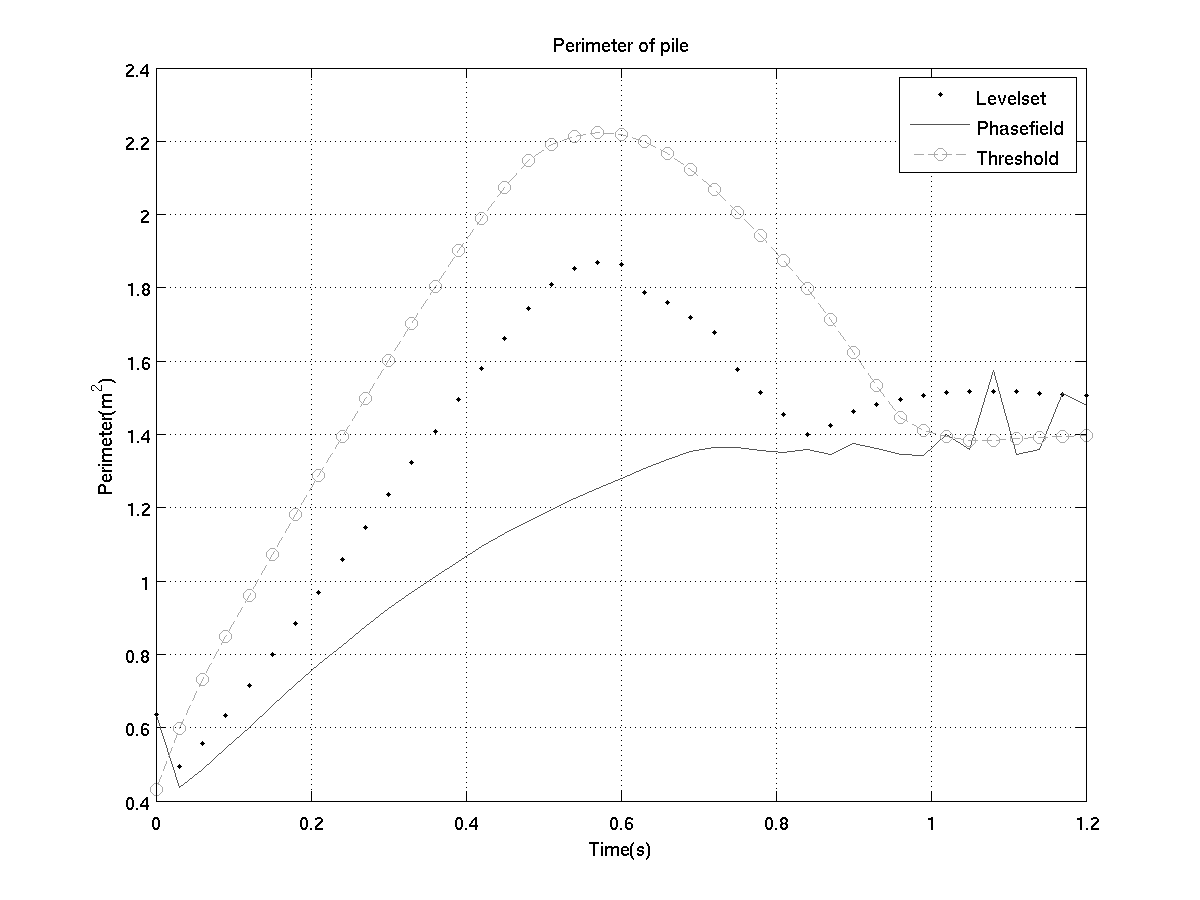 Perimeter of pile
Levelset
Phasefield
Threshold
2.4
2.2
2
1.8
1.6
1.4
1.2
1
0.8
0.6
0.4
Perimeter(m²)
0 0.2 0.4 0.6 0.8 1 1.2
Time(s)